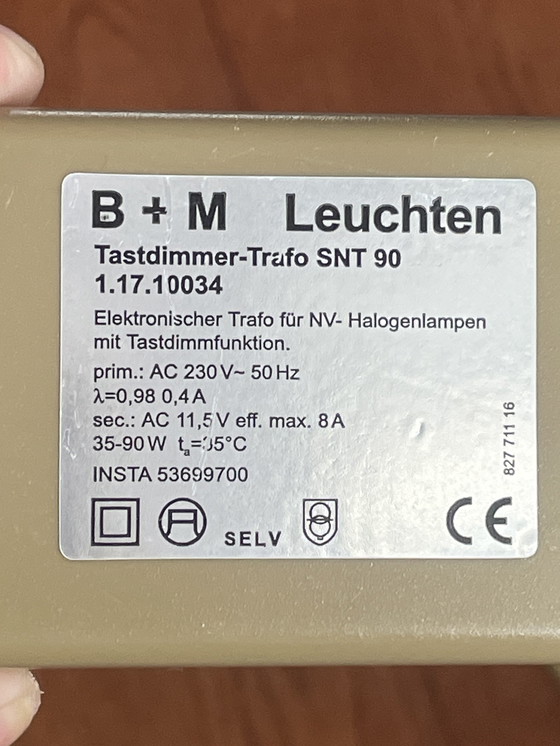 B + M Leuchten
Tastdimmer-Trafo SNT 90
1.17.10034
Elektronischer Trafo für NV- Halogenlampen
mit Tastdimmfunktion.
prim.: AC 230 V~ 50 Hz
λ=0,98 0,4 A
sec.: AC 11,5 V eff. max. 8 A
35-90 W
INSTA 53699700
SELV
CE
827 711 16